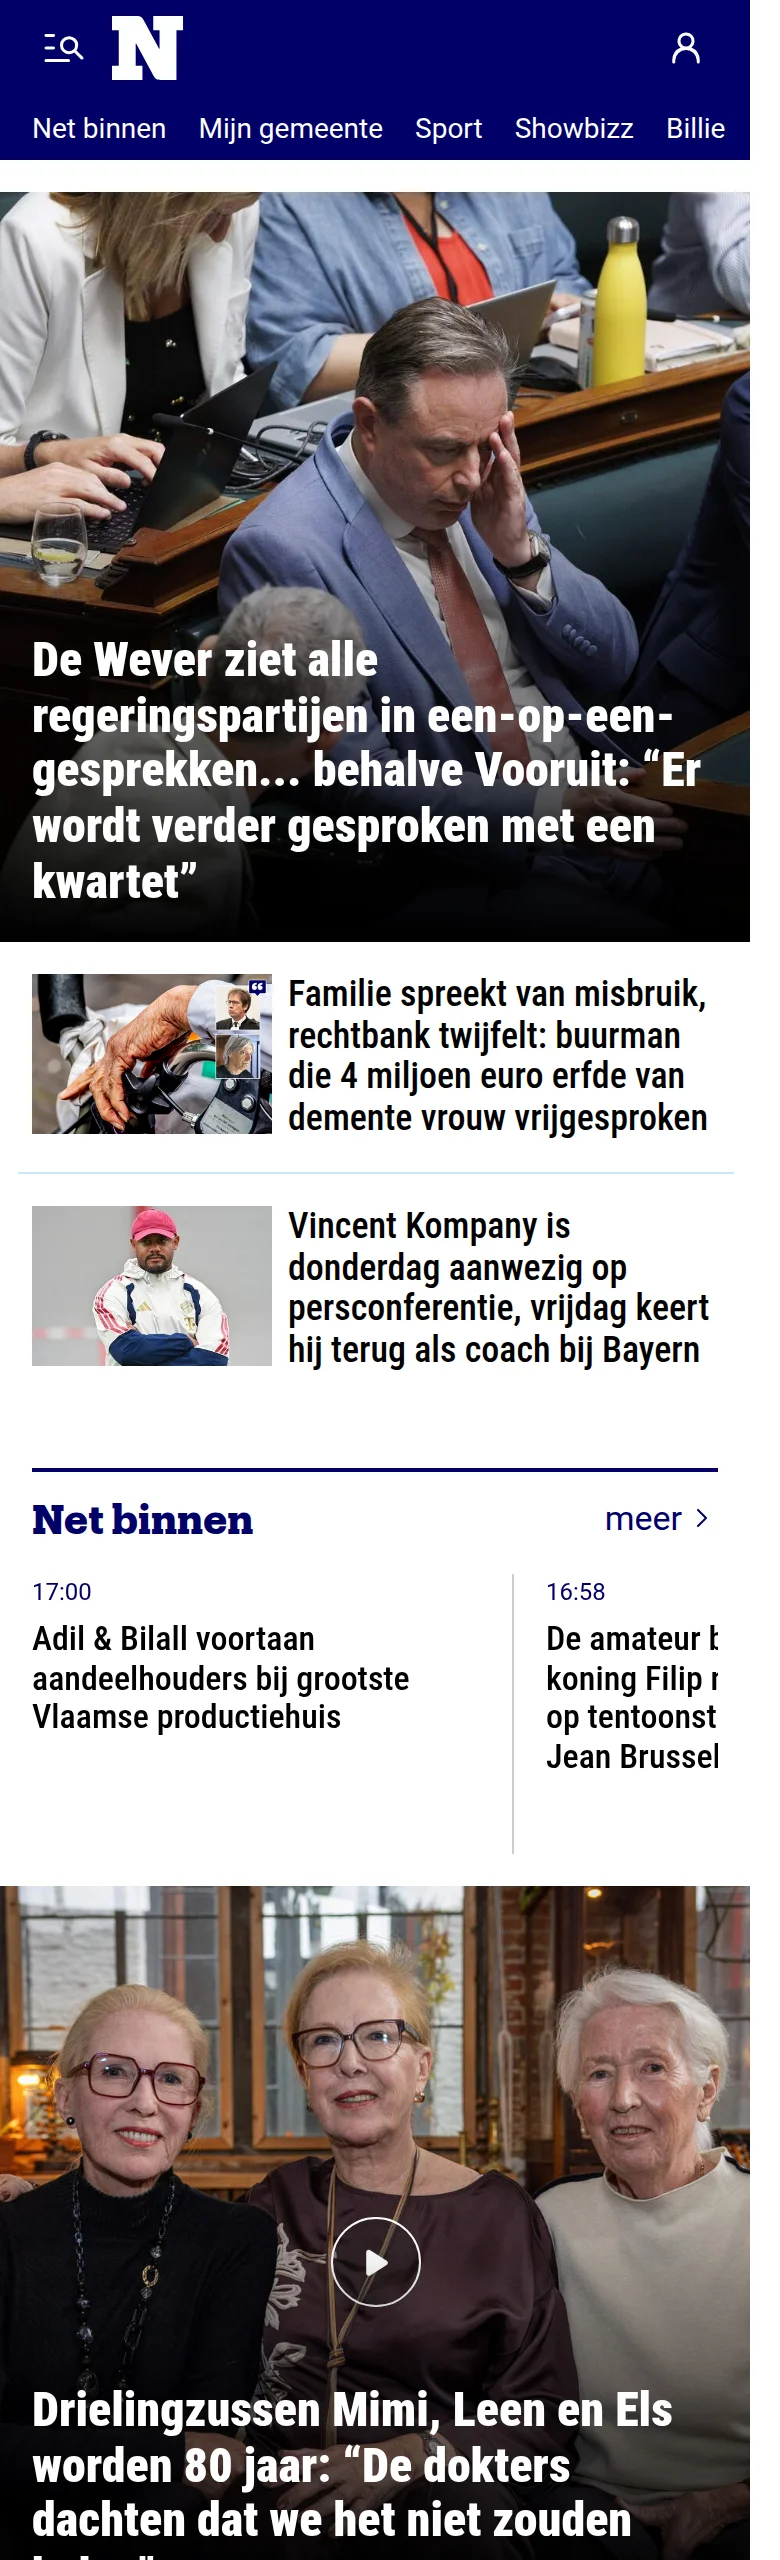 N
Net binnen Mijn gemeente Sport Showbizz Billie
De Wever ziet alle
regeringspartijen in een-op-een-
gesprekken... behalve Vooruit: “Er
wordt verder gesproken met een
kwartet”
Familie spreekt van misbruik,
rechtbank twijfelt: buurman
die 4 miljoen euro erfde van
demente vrouw vrijgesproken
Vincent Kompany is
donderdag aanwezig op
persconferentie, vrijdag keert
hij terug als coach bij Bayern
Net binnen meer
17:00
Adil & Bilall voortaan
aandeelhouders bij grootste
Vlaamse productiehuis
16:58
De amateur
koning Filip
op tentoonst
Jean Brussel
Drielingzussen Mimi, Leen en Els
worden 80 jaar: “De dokters
dachten dat we het niet zouden